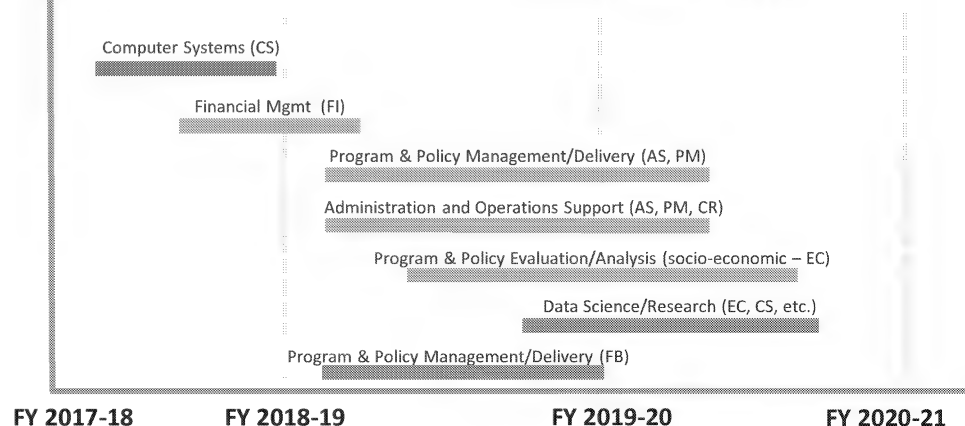 Computer Systems (CS)
Financial Mgmt (FI)
Program & Policy Management/Delivery (AS, PM)
Administration and Operations Support (AS, PM, CR)
Program & Policy Evaluation/Analysis (socio-economic – EC)
Data Science/Research (EC, CS, etc.)
Program & Policy Management/Delivery (FB)
FY 2017-18 FY 2018-19 FY 2019-20 FY 2020-21